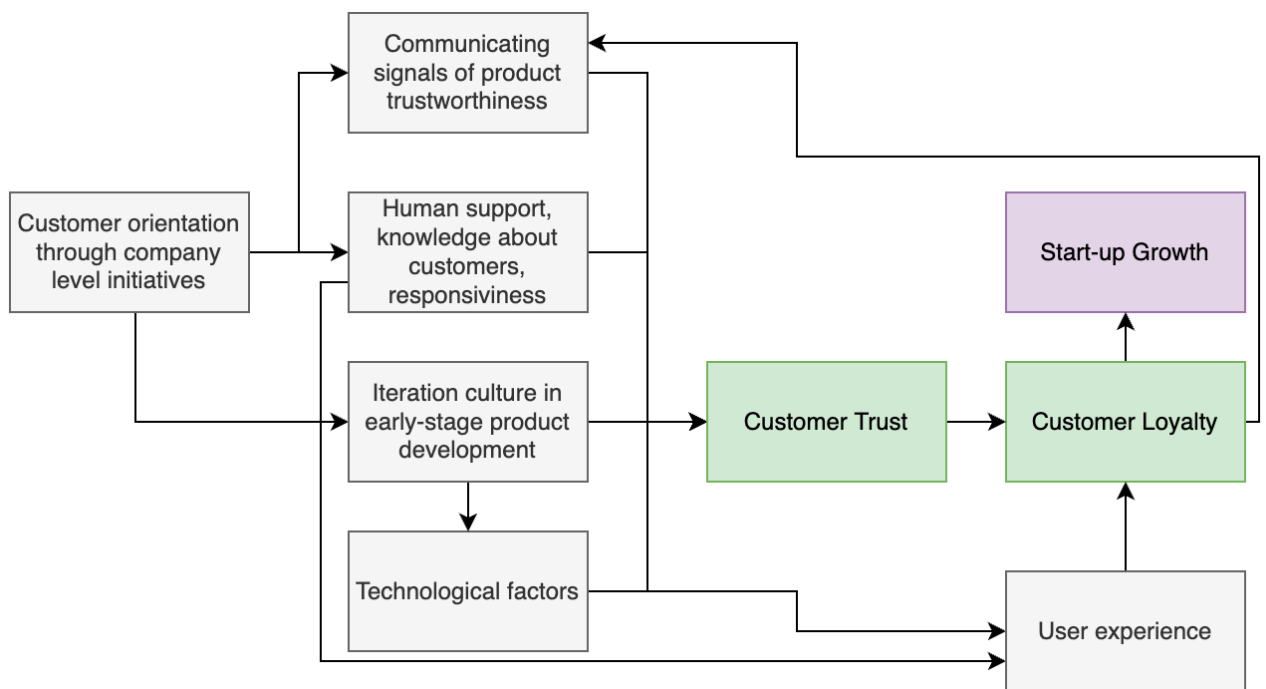 Communicating
signals of product
trustworthiness
Customer orientation
through company
level initiatives
Human support,
knowledge about
customers,
responsiviness
Start-up Growth
Iteration culture in
early-stage product
development
Customer Trust
Customer Loyalty
Technological factors
User experience